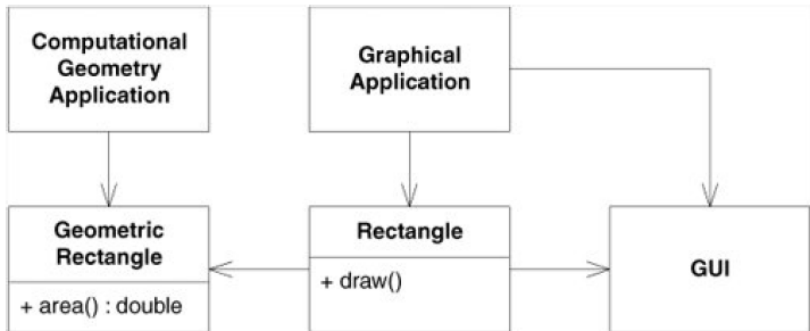 Computational
Geometry
Application
Graphical
Application
Geometric
Rectangle
+ area() : double
Rectangle
+ draw()
GUI